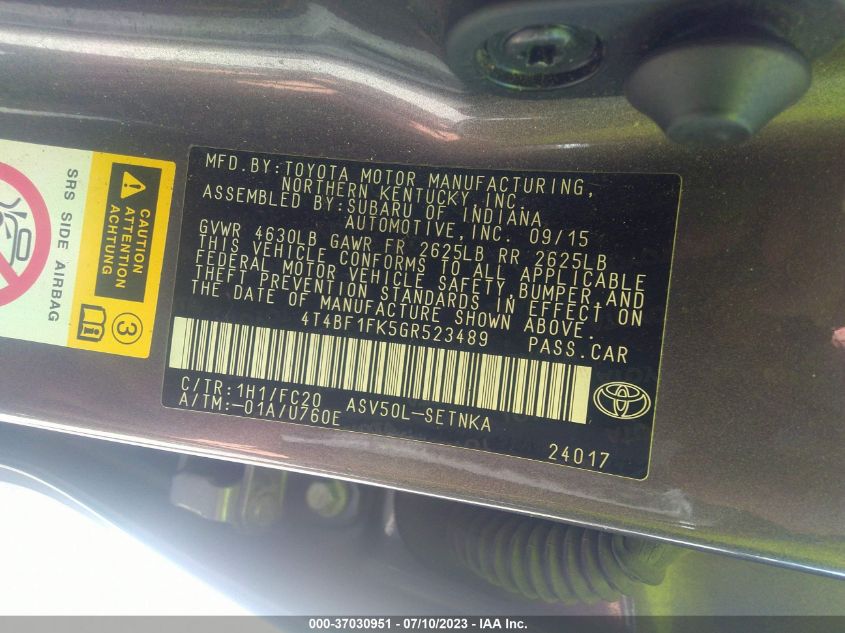 SRS SIDE AIRBAG
CAUTION
ATTENTION
ACHTUNG
3
MFD.BY:TOYOTA MOTOR MANUFACTURING,
NORTHERN KENTUCKY,INC.
ASSEMBLED BY:SUBARU OF INDIANA
AUTOMOTIVE,INC. 09/15
GVWR 4630LB GAWR FR 2625LB RR 2625LB
THIS VEHICLE CONFORMS TO ALL APPLICABLE
FEDERAL MOTOR VEHICLE SAFETY,BUMPER,AND
THEFT PREVENTION STANDARDS IN EFFECT ON
THE DATE OF MANUFACTURE SHOWN ABOVE.
4T4BF1FK5GR523489 PASS.CAR
C/TR:1H1/FC20 ASV50L-SETNKA
A/TM:-01A/U760E
24017
000-37030951 - 07/10/2023 - IAA Inc.